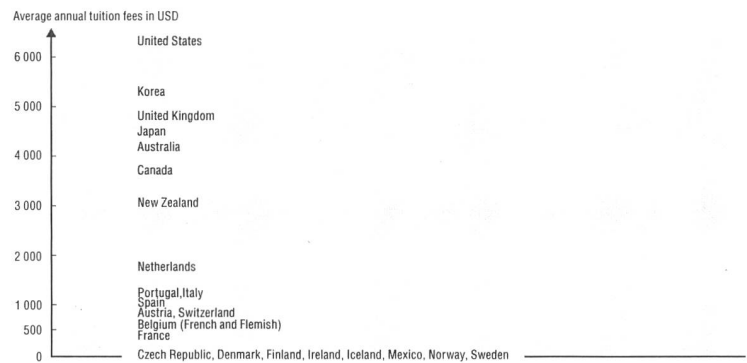 Average annual tuition fees in USD
United States
6 000
Korea
5 000
United Kingdom
Japan
Australia
4 000
Canada
New Zealand
3 000
2 000
Netherlands
Portugal,Italy
Spain
1 000
Austria, Switzerland
Belgium (French and Flemish)
500
France
0
Czech Republic, Denmark, Finland, Ireland, Iceland, Mexico, Norway, Sweden